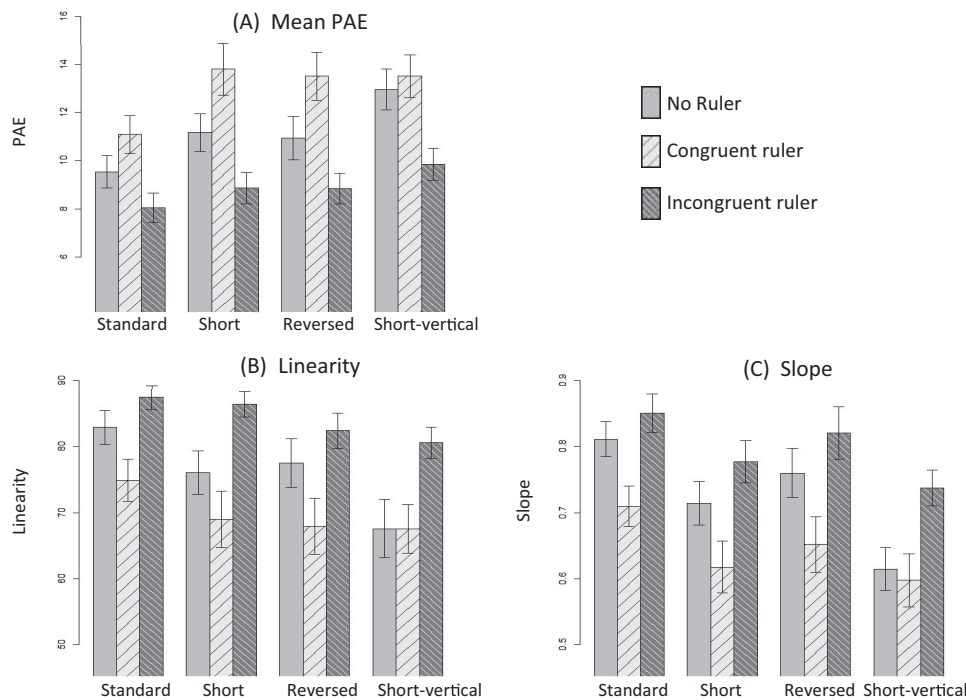 (A) Mean PAE
16
14
12
10
8
6
PAE
Standard Short Reversed Short-vertical
No Ruler
Congruent ruler
Incongruent ruler
(B) Linearity
90
80
70
60
50
Linearity
Standard Short Reversed Short-vertical
(C) Slope
0.9
0.8
0.7
0.6
0.5
Slope
Standard Short Reversed Short-vertical